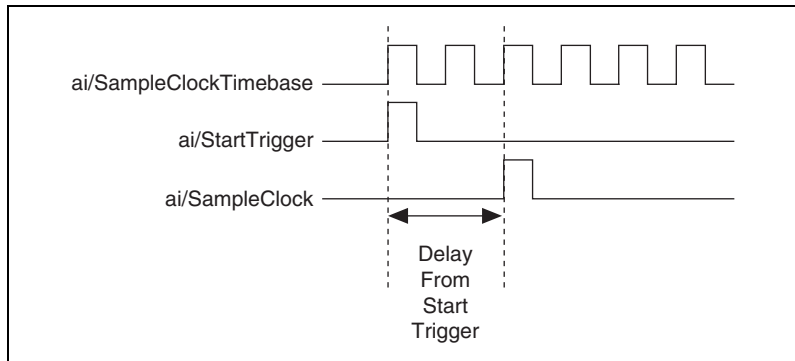 ai/SampleClockTimebase
ai/StartTrigger
ai/SampleClock
Delay
From
Start
Trigger